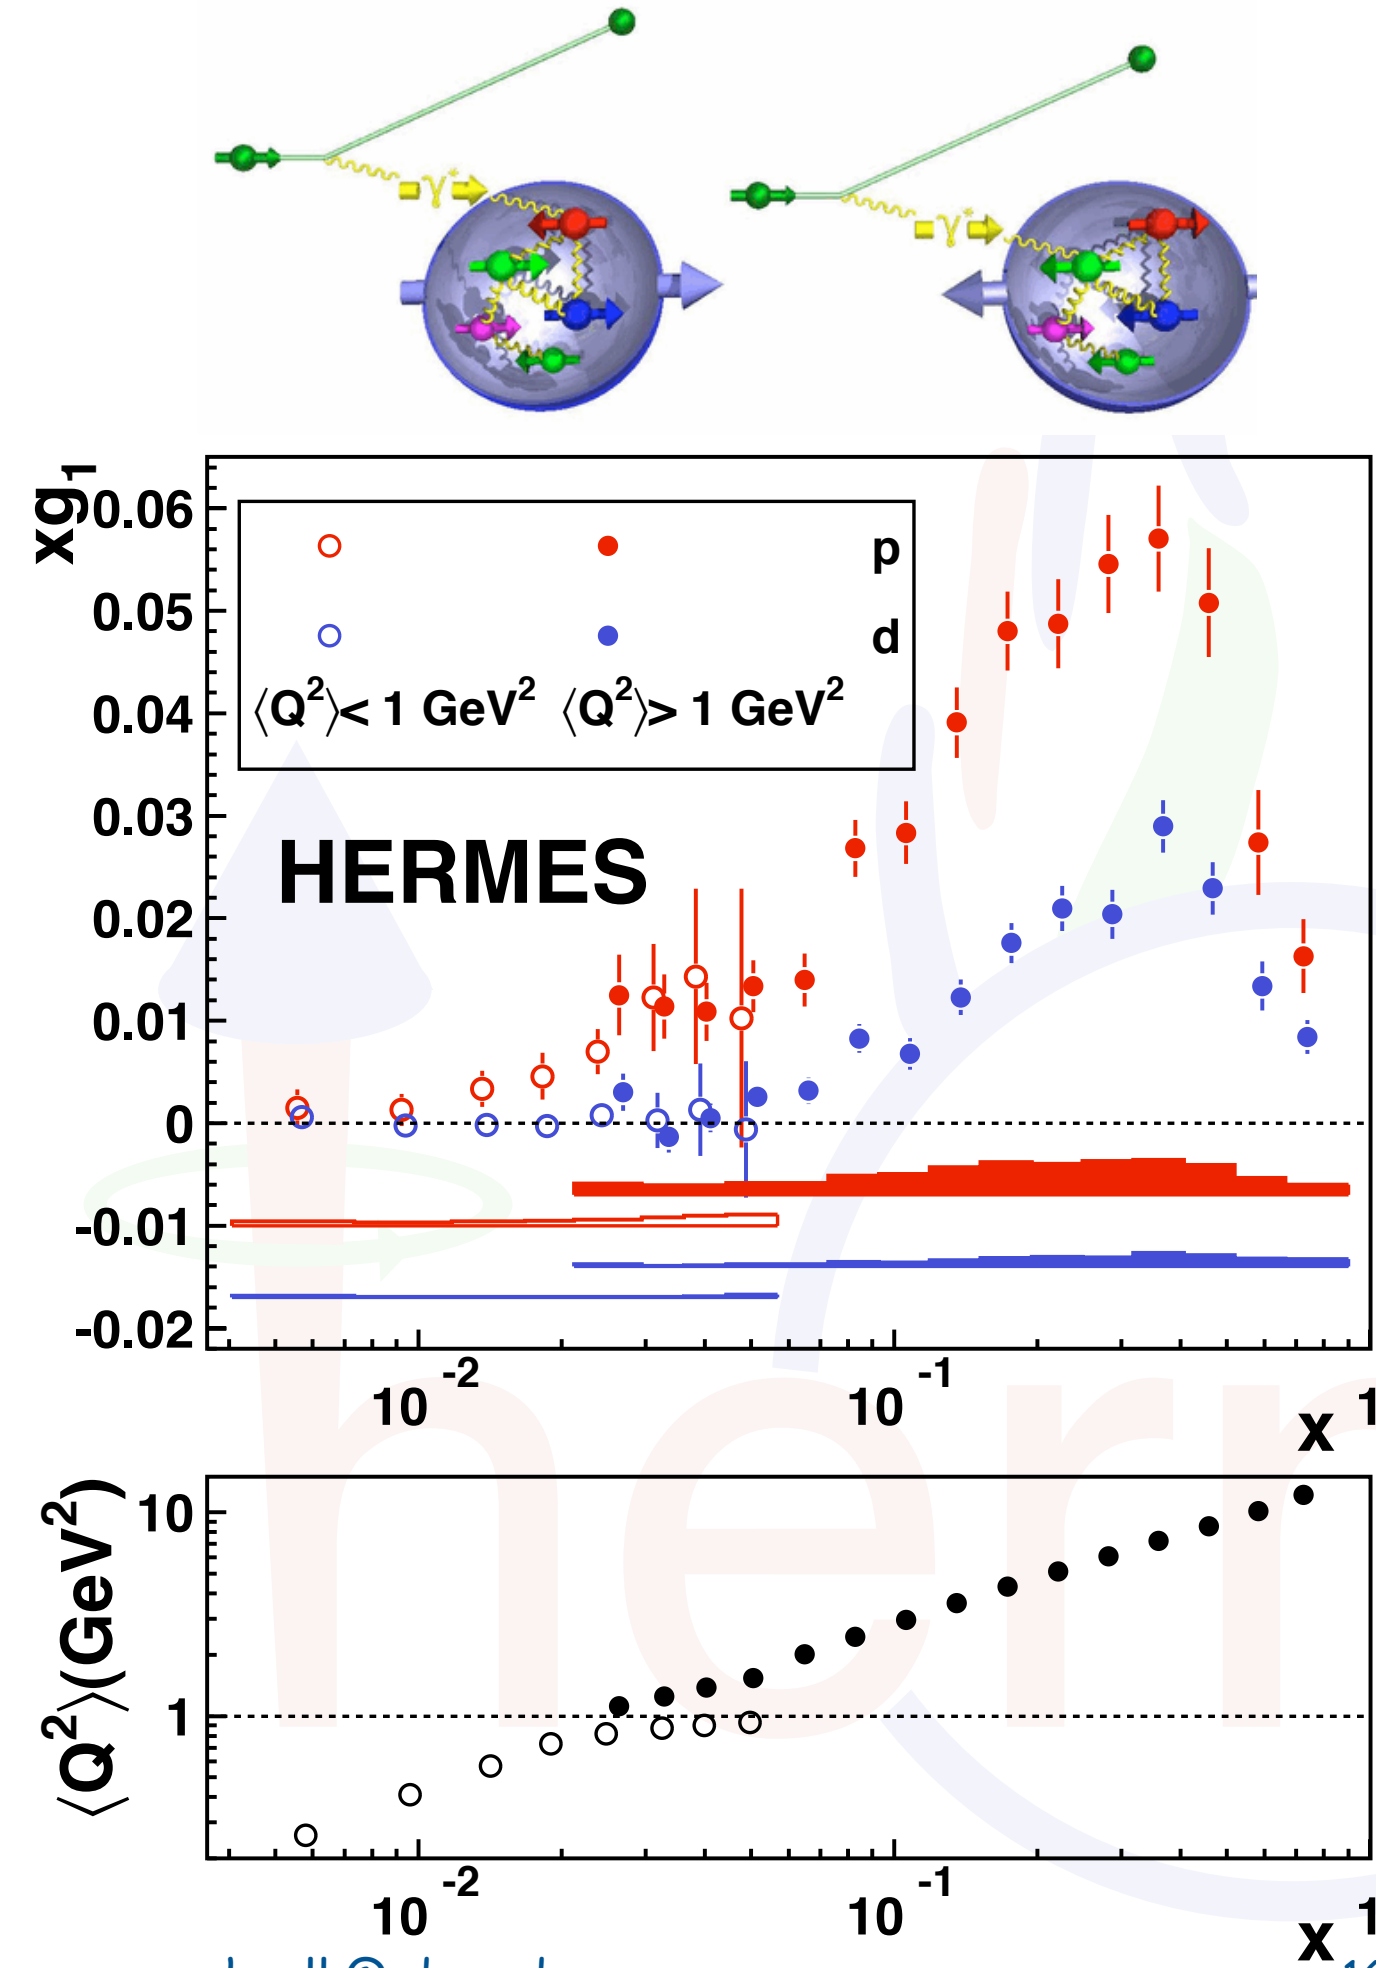 γ*
γ*
xg₁
0.06
p
0.05
d
⟨Q²⟩< 1 GeV² ⟨Q²⟩> 1 GeV²
0.04
0.03
HERMES
0.02
0.01
0
-0.01
-0.02
10⁻² 10⁻¹ 1
x
⟨Q²⟩(GeV²)
10
1
10⁻² 10⁻¹ 1
x
herr